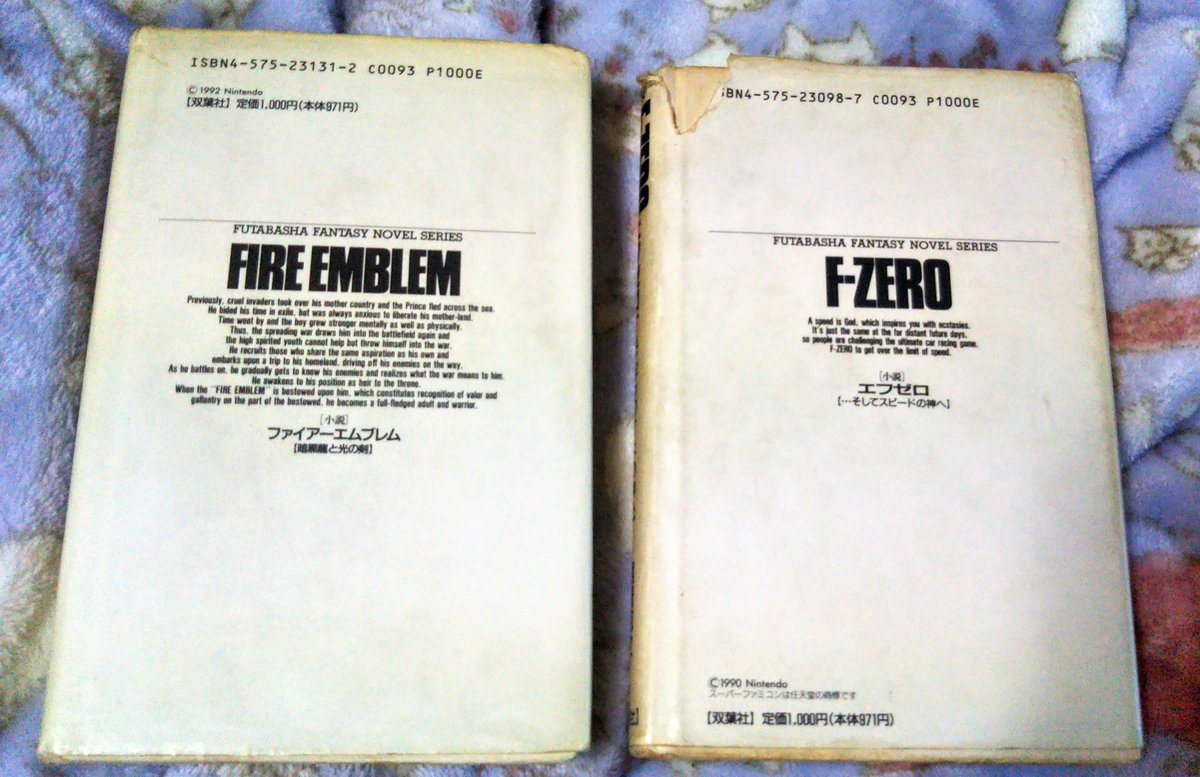 ISBN4-575-23131-2 C0093 P1000E
©1992 Nintendo
【双葉社】定価1,000円(本体971円)
FUTABASHA FANTASY NOVEL SERIES
FIRE EMBLEM
Previously, cruel invaders took over his mother country and the Prince fled across the sea.
He bided his time in exile, but was always anxious to liberate his mother-land.
Time went by and the boy grew stronger mentally as well as physically.
Thus, the spreading war draws him into the battlefield again and
the high spirited youth cannot help but throw himself into the war.
He recruits those who share the same aspiration as his own and
embarks upon a trip to his homeland, driving off his enemies on the way.
As he battles on, he gradually gets to know his enemies and realizes what the war means to him.
He awakens to his position as heir to the throne.
When the "FIRE EMBLEM" is bestowed upon him, which constitutes recognition of valor and
gallantry on the part of the bestowed, he becomes a full-fledged adult and warrior.
［小説］
ファイアーエムブレム
【暗黒龍と光の剣】
SBN4-575-23098-7 C0093 P1000E
FUTABASHA FANTASY NOVEL SERIES
F-ZERO
A speed is God, which inspires you with ecstasies.
It's just the same at the far distant future days,
so people are challenging the ultimate car racing game,
F-ZERO to get over the limit of speed.
［小説］
エフゼロ
【…そしてスピードの神へ】
©1990 Nintendo
スーパーファミコンは任天堂の商標です
【双葉社】定価1,000円(本体971円)